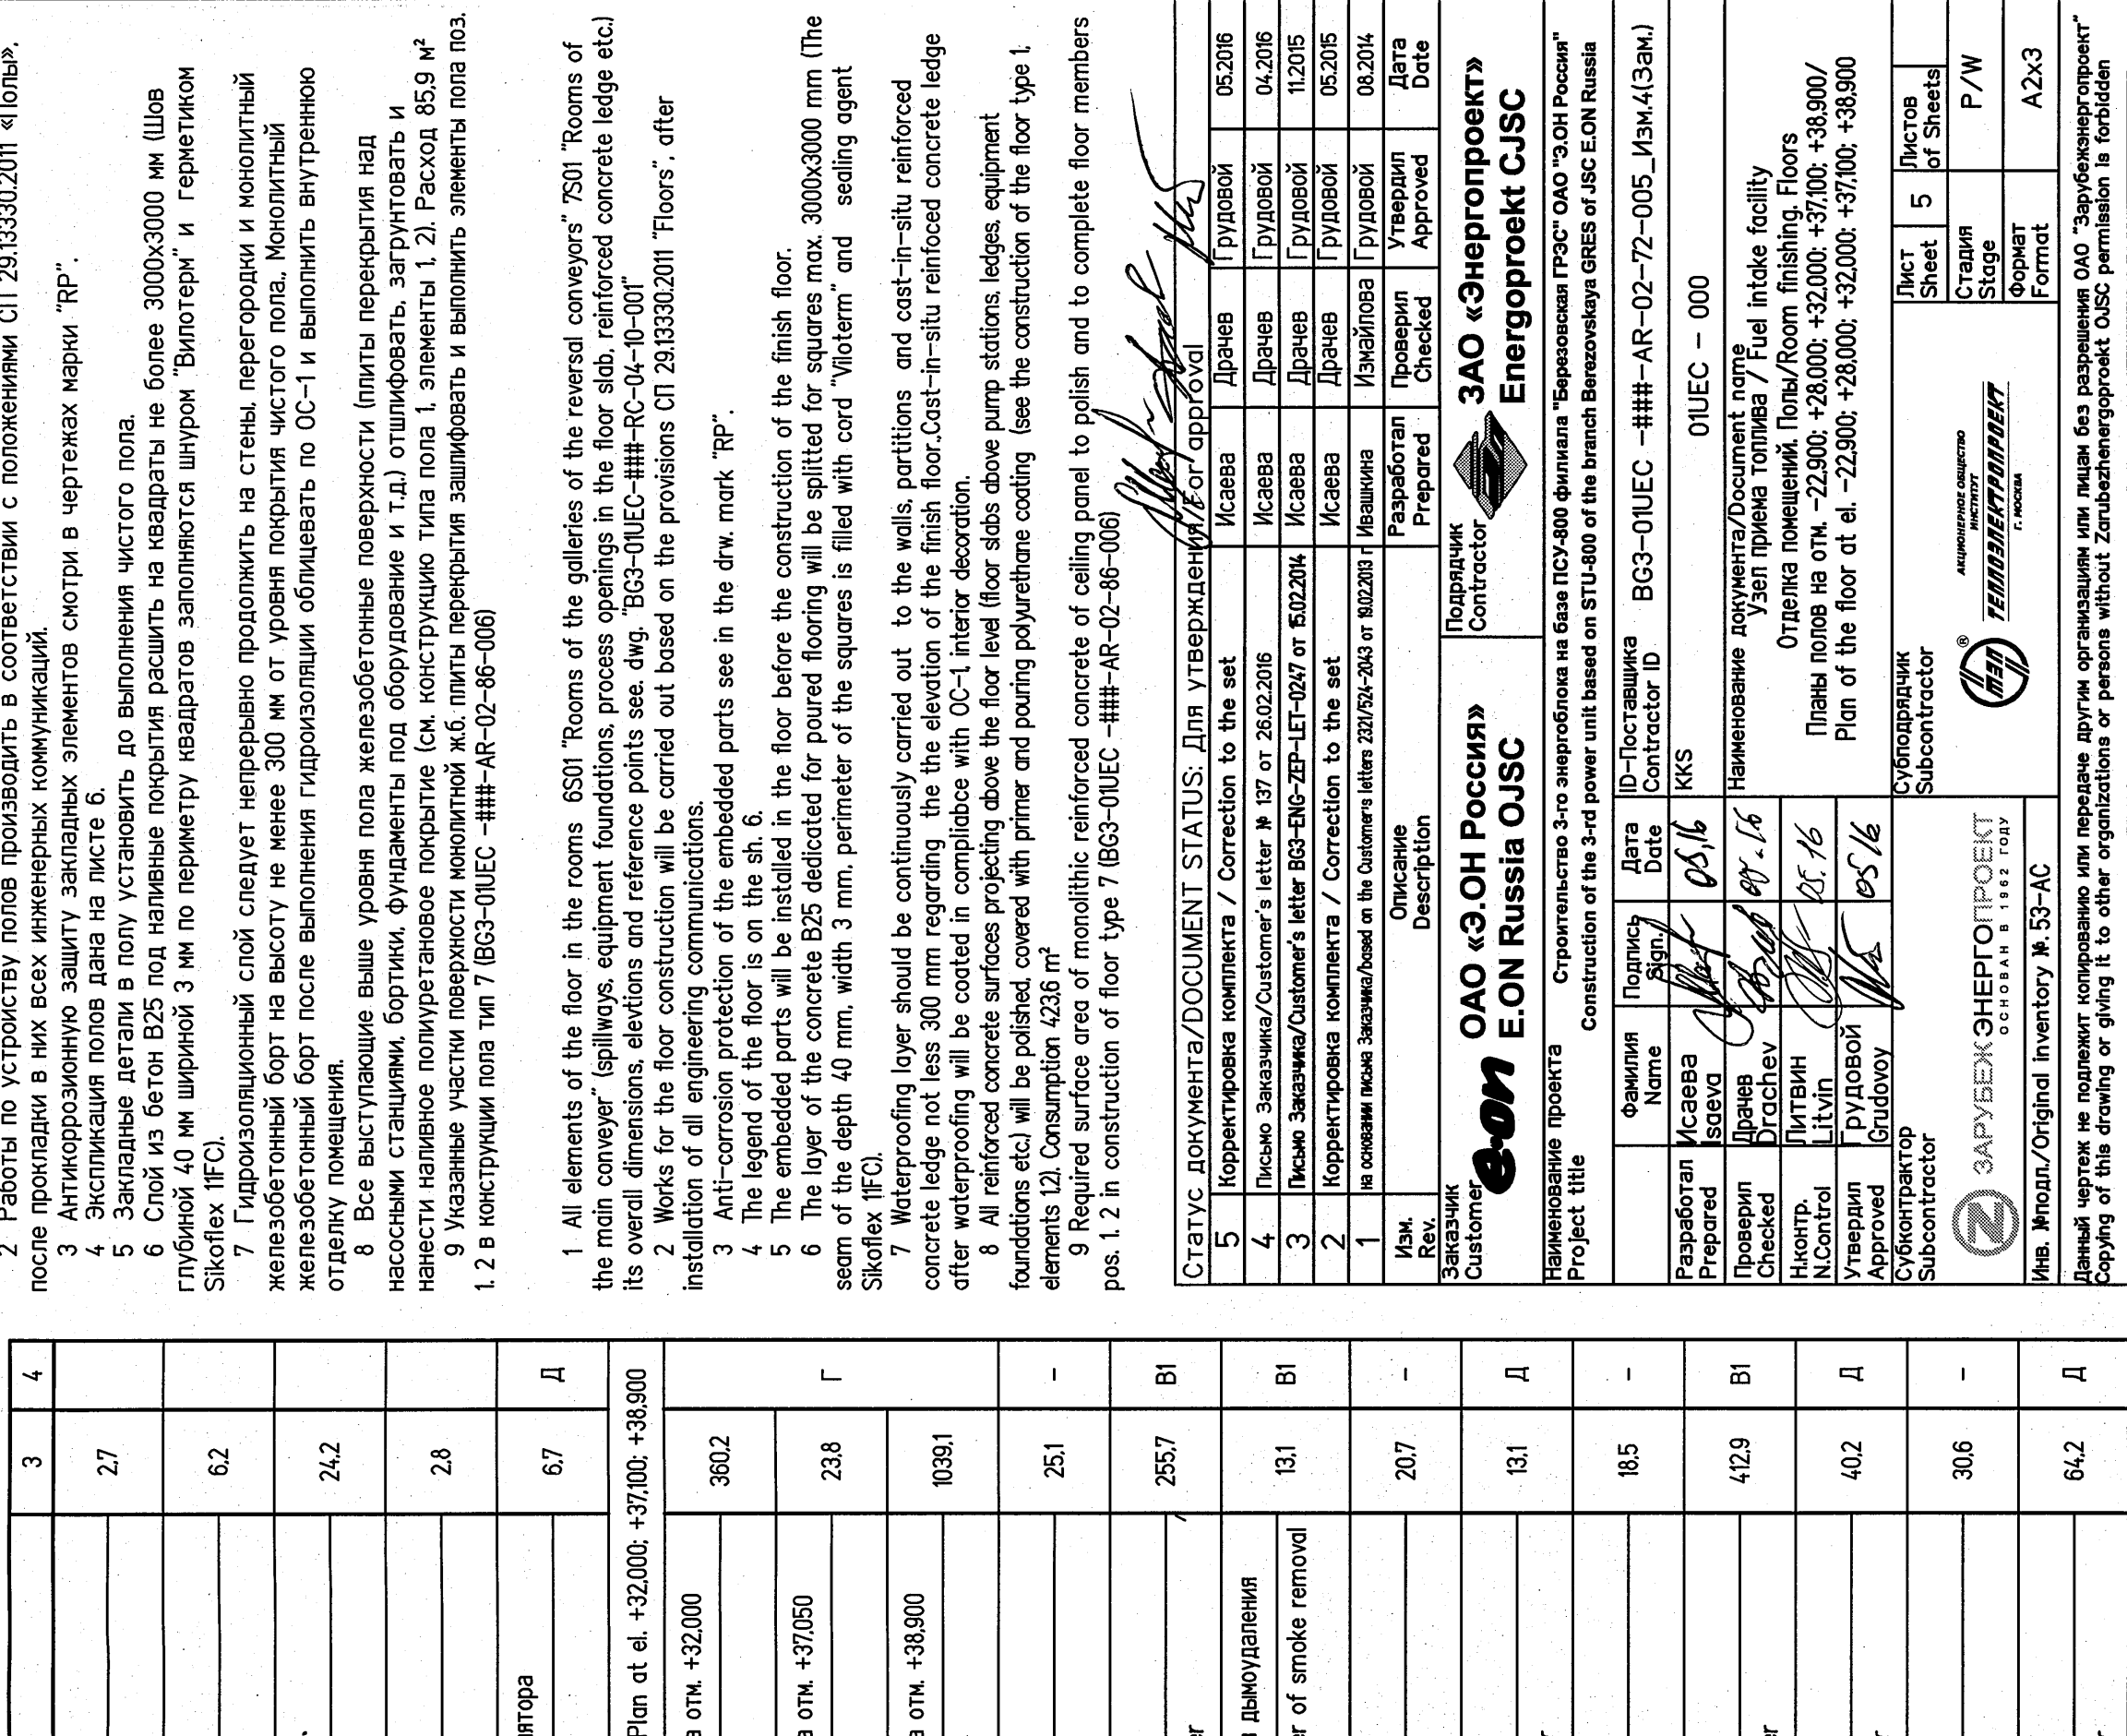 2 Работы по устройству полов производить в соответствии с положениями СП 29.13330.2011 «Полы»,
после прокладки в них всех инженерных коммуникаций.
3 Антикоррозионную защиту закладных элементов смотри в чертежах марки "RP".
4 Экспликация полов дана на листе 6.
5 Закладные детали в полу установить до выполнения чистого пола.
6 Слой из бетон В25 под наливные покрытия расшить на квадраты не более 3000х3000 мм (Шов
глубиной 40 мм шириной 3 мм по периметру квадратов заполняются шнуром "Вилотерм" и герметиком
Sikoflex 11FC).
7 Гидроизоляционный слой следует непрерывно продолжить на стены, перегородки и монолитный
железобетонный борт на высоту не менее 300 мм от уровня покрытия чистого пола,. Монолитный
железобетонный борт после выполнения гидроизоляции облицевать по ОС-1 и выполнить внутреннюю
отделку помещения.
8 Все выступающие выше уровня пола железобетонные поверхности (плиты перекрытия над
насосными станциями, бортики, фундаменты под оборудование и т.д.) отшлифовать, загрунтовать и
нанести наливное полиуретановое покрытие (см. конструкцию типа пола 1, элементы 1, 2). Расход 85,9 м²
9 Указанные участки поверхности монолитной ж.б. плиты перекрытия зашлифовать и выполнить элементы пола поз.
1, 2 в конструкции пола тип 7 (BG3-01UEC -###-AR-02-86-006)
1 All elements of the floor in the rooms 6S01 "Rooms of the galleries of the reversal conveyors" 7S01 "Rooms of
the main conveyer" (spillways, equipment foundations, process openings in the floor slab, reinforced concrete ledge etc.)
its overall dimensions, elevtions and reference points see. dwg. "BG3-01UEC-###-RC-04-10-001"
2 Works for the floor construction will be carried out based on the provisions СП 29.13330.2011 "Floors", after
installation of all engineering communications.
3 Anti-corrosion protection of the embedded parts see in the drw. mark "RP".
4 The legend of the floor is on the sh. 6.
5 The embedded parts will be installed in the floor before the construction of the finish floor.
6 The layer of the concrete B25 dedicated for poured flooring will be splitted for squares max. 3000x3000 mm (The
seam of the depth 40 mm, width 3 mm, perimeter of the squares is filled with cord "Viloterm" and sealing agent
Sikoflex 11FC).
7 Waterproofing layer should be continuously carried out to the walls, partitions and cast-in-situ reinforced
concrete ledge not less 300 mm regarding the the elevation of the finish floor,.Cast-in-situ reinfoced concrete ledge
after waterproofing will be coated in compliabce with OC-1, interior decoration.
8 All reinforced concrete surfaces projecting above the floor level (floor slabs above pump stations, ledges, equipment
foundations etc.) will be polished, covered with primer and pouring polyurethane coating (see the construction of the floor type 1,
elements 1,2). Consumption 423,6 m²
9 Required surface area of monolithic reinforced concrete of ceiling panel to polish and to complete floor members
pos. 1, 2 in construction of floor type 7 (BG3-01UEC -###-AR-02-86-006)
Статус документа/DOCUMENT STATUS: Для утверждения/For approval
5 Корректировка комплекта / Correction to the set Исаева Драчев Грудовой 05.2016
4 Письмо Заказчика/Customer's letter № 137 от 26.02.2016 Исаева Драчев Грудовой 04.2016
3 Письмо Заказчика/Customer's letter BG3-ENG-ZEP-LET-0247 от 15.02.2014 Исаева Драчев Грудовой 11.2015
2 Корректировка комплекта / Correction to the set Исаева Драчев Грудовой 05.2015
1 на основании письма Заказчика/based on the Customer's letters 2321/524-2043 от 19.02.2013 г Ивашкина Измайлова Грудовой 08.2014
Изм. Описание Разработал Проверил Утвердил Дата
Rev. Description Prepared Checked Approved Date
Заказчик ОАО «Э.ОН Россия» Подрядчик ЗАО «Энергопроект»
Customer e·on E.ON Russia OJSC Contractor Energoproekt CJSC
Наименование проекта Строительство 3-го энергоблока на базе ПСУ-800 филиала "Березовская ГРЭС" ОАО "Э.ОН Россия"
Project title Construction of the 3-rd power unit based on STU-800 of the branch Berezovskaya GRES of JSC E.ON Russia
Фамилия Подпись Дата ID-Поставщика BG3-01UEC -###-AR-02-72-005_Изм.4(Зам.)
Name Sign. Date Contractor ID
Разработал Исаева 05.16 KKS 01UEC - 000
Prepared Isaeva
Проверил Драчев Наименование документа/Document name
Checked Drachev Узел приема топлива / Fuel intake facility
Н.контр. Литвин 05.16 Отделка помещений. Полы/Room finishing. Floors
N.Control Litvin Планы полов на отм. -22,900; +28,000; +32,000; +37,100; +38,900/
Утвердил Грудовой 05 16 Plan of the floor at el. -22,900; +28,000; +32,000; +37,100; +38,900
Approved Grudovoy
Субконтрактор Субподрядчик Лист 5 Листов
Subcontractor Subcontractor Sheet of Sheets
ЗАРУБЕЖЭНЕРГОПРОЕКТ ТЭП ® АКЦИОНЕРНОЕ ОБЩЕСТВО Стадия P/W
ОСНОВАН В 1962 ГОДУ ИНСТИТУТ Stage
ТЕПЛОЭЛЕКТРОПРОЕКТ Формат A2x3
Инв. №подл./Original inventory №. 53-АС г. МОСКВА Format
Данный чертеж не подлежит копированию или передаче другим организациям или лицам без разрешения ОАО "Зарубежэнергопроект"
Copying of this drawing or giving it to other organizations or persons without Zarubezhenergoproekt OJSC permission is forbidden
3 4
2,7
6,2
24,2
2,8
6,7 Д
Plan at el. +32,000; +37,100; +38,900
а отм. +32,000 360,2 Г
а отм. +37,050 23,8
а отм. +38,900 1039,1
25,1 -
255,7 В1
дымоудаления 13,1 В1
r of smoke removal
20,7 -
13,1 Д
18,5 -
412,9 В1
40,2 Д
30,6 -
64,2 Д